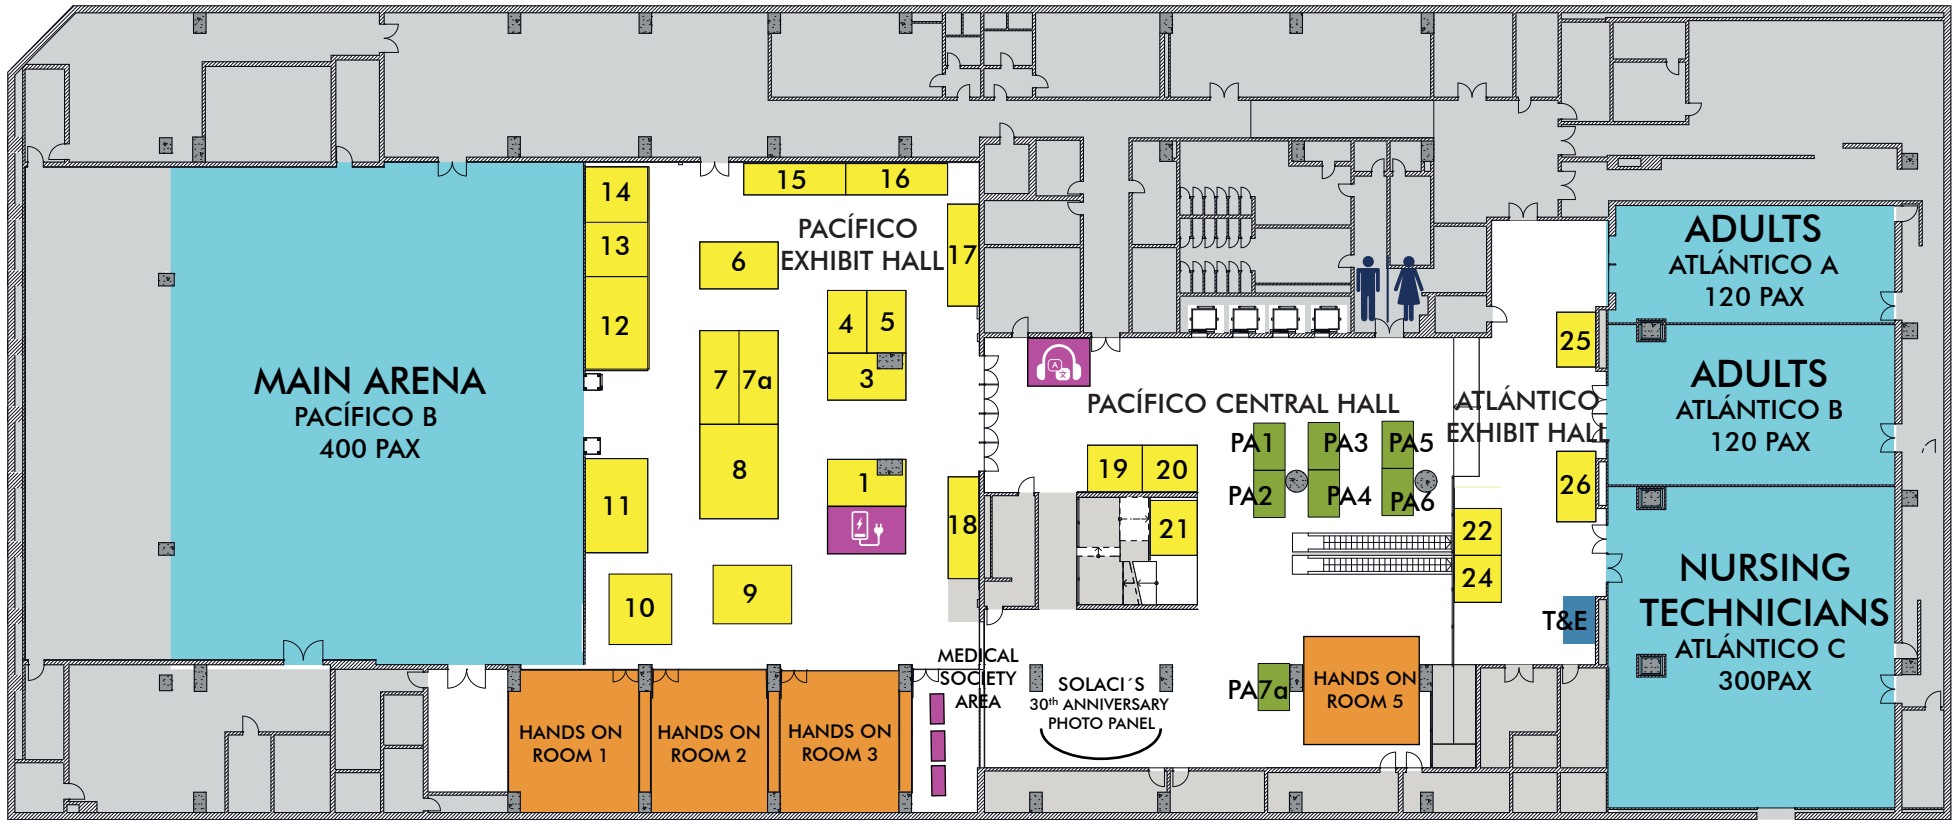 MAIN ARENA
PACÍFICO B
400 PAX
14
13
12
11
10
15
16
PACÍFICO
EXHIBIT HALL
17
6
4
5
3
7
7a
8
1
9
18
HANDS ON
ROOM 1
HANDS ON
ROOM 2
HANDS ON
ROOM 3
MEDICAL
SOCIETY
AREA
SOLACI´S
30th ANNIVERSARY
PHOTO PANEL
A
文
PACÍFICO CENTRAL HALL
19
20
21
PA1
PA2
PA3
PA4
PA5
PA6
PA7a
HANDS ON
ROOM 5
ATLÁNTICO
EXHIBIT HALL
22
24
25
26
T&E
ADULTS
ATLÁNTICO A
120 PAX
ADULTS
ATLÁNTICO B
120 PAX
NURSING
TECHNICIANS
ATLÁNTICO C
300PAX